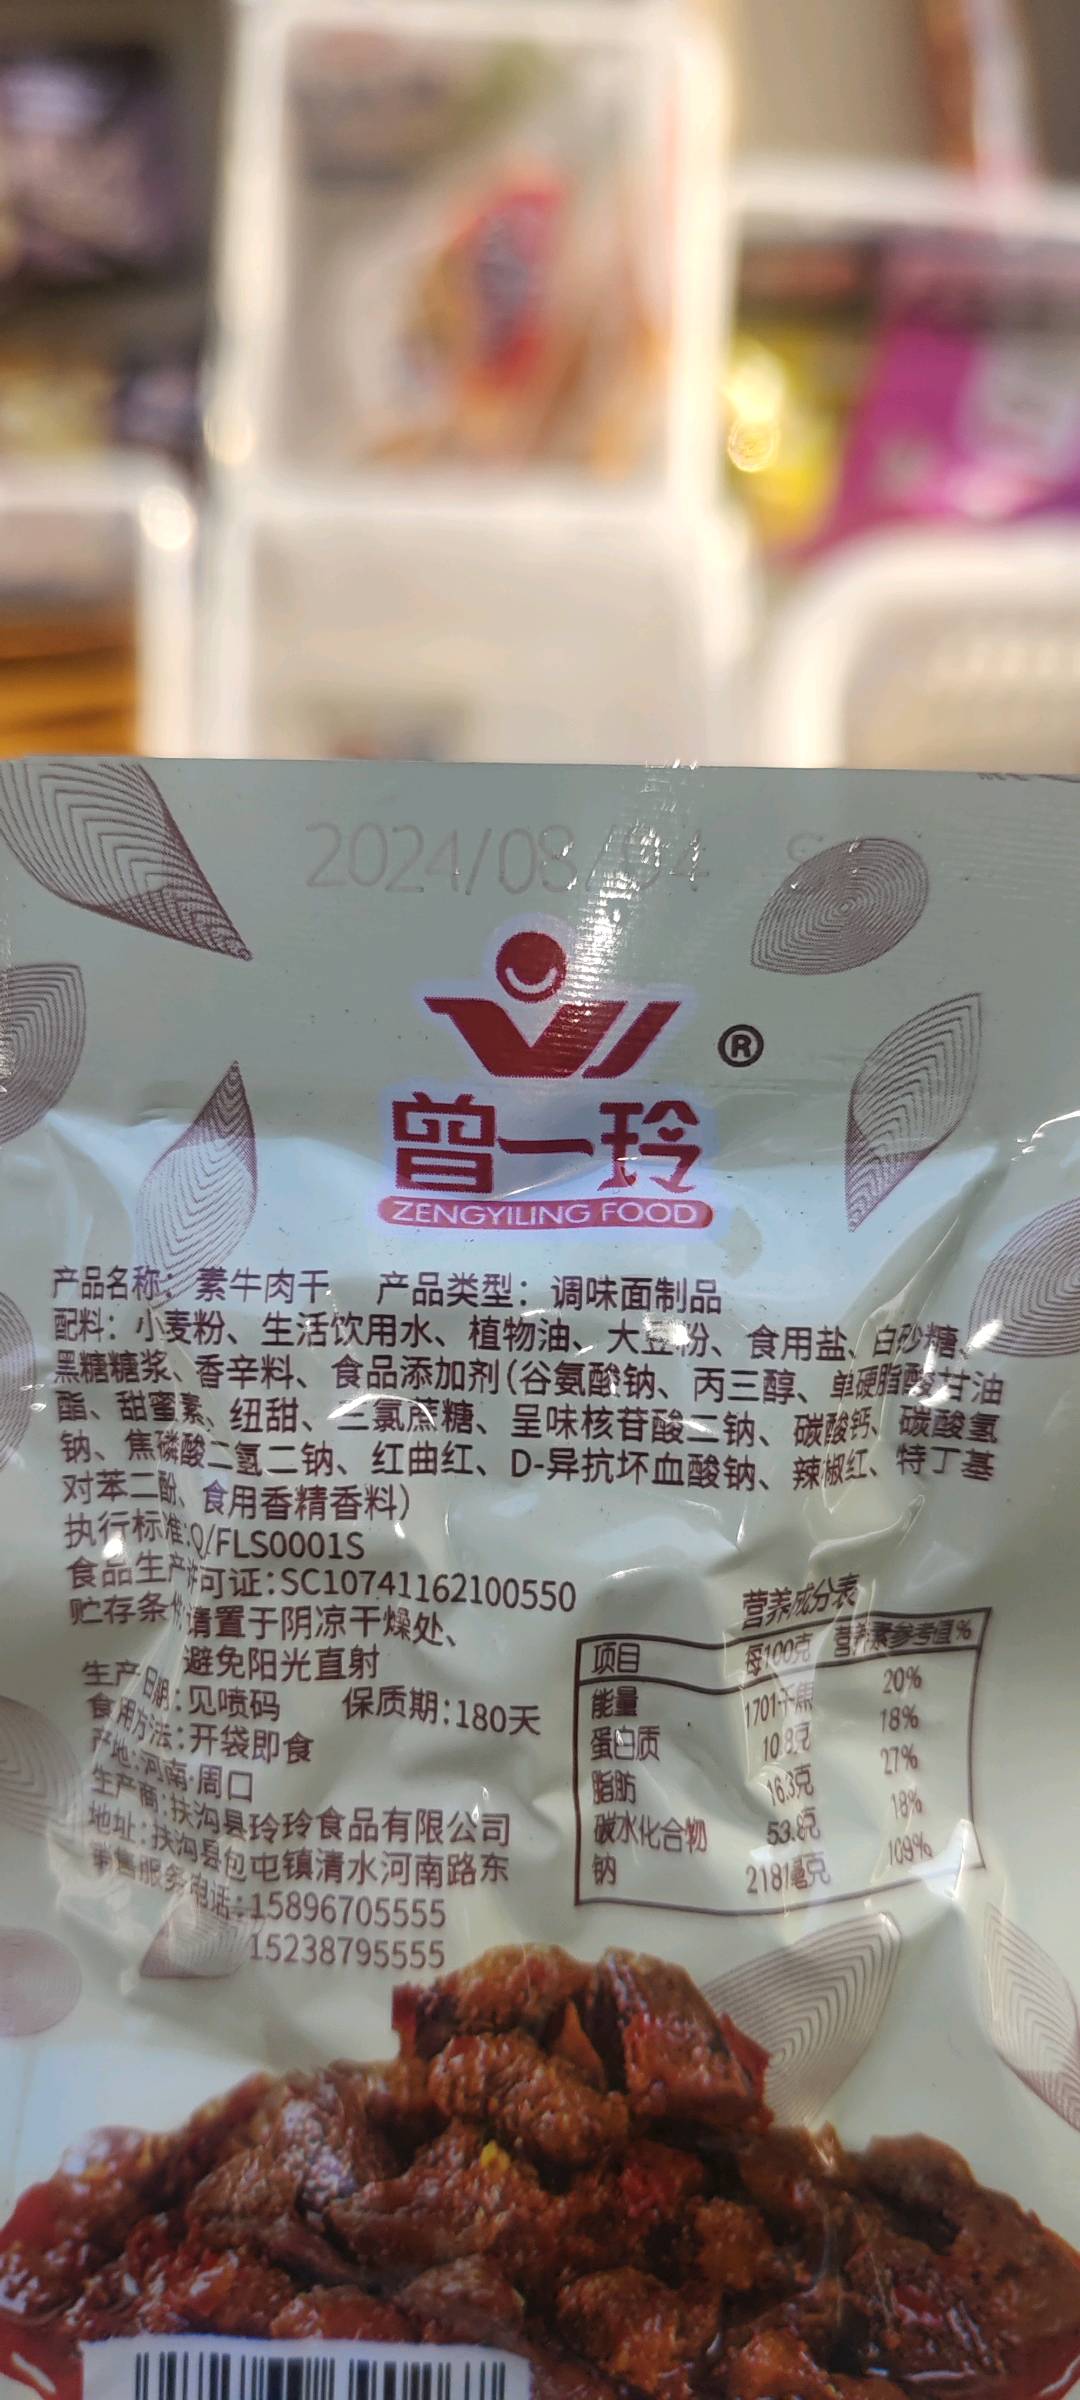 2024/08/04
®
曾一玲
ZENGYILING FOOD
产品名称：素牛肉干 产品类型：调味面制品
配料：小麦粉、生活饮用水、植物油、大豆粉、食用盐、白砂糖、
黑糖糖浆、香辛料、食品添加剂(谷氨酸钠、丙三醇、单硬脂酸甘油
酯、甜蜜素、纽甜、三氯蔗糖、呈味核苷酸二钠、碳酸钙、碳酸氢
钠、焦磷酸二氢二钠、红曲红、D-异抗坏血酸钠、辣椒红、特丁基
对苯二酚、食用香精香料)
执行标准:Q/FLS0001S
食品生产许可证:SC10741162100550
贮存条件:请置于阴凉干燥处、
避免阳光直射
生产日期:见喷码 保质期:180天
食用方法:开袋即食
产地:河南·周口
生产商:扶沟县玲玲食品有限公司
地址:扶沟县包屯镇清水河南路东
销售服务电话:15896705555
15238795555
营养成分表
项目 每100克 营养素参考值%
能量 1701千焦 20%
蛋白质 10.8克 18%
脂肪 16.3克 27%
碳水化合物 53.8克 18%
钠 2181毫克 109%